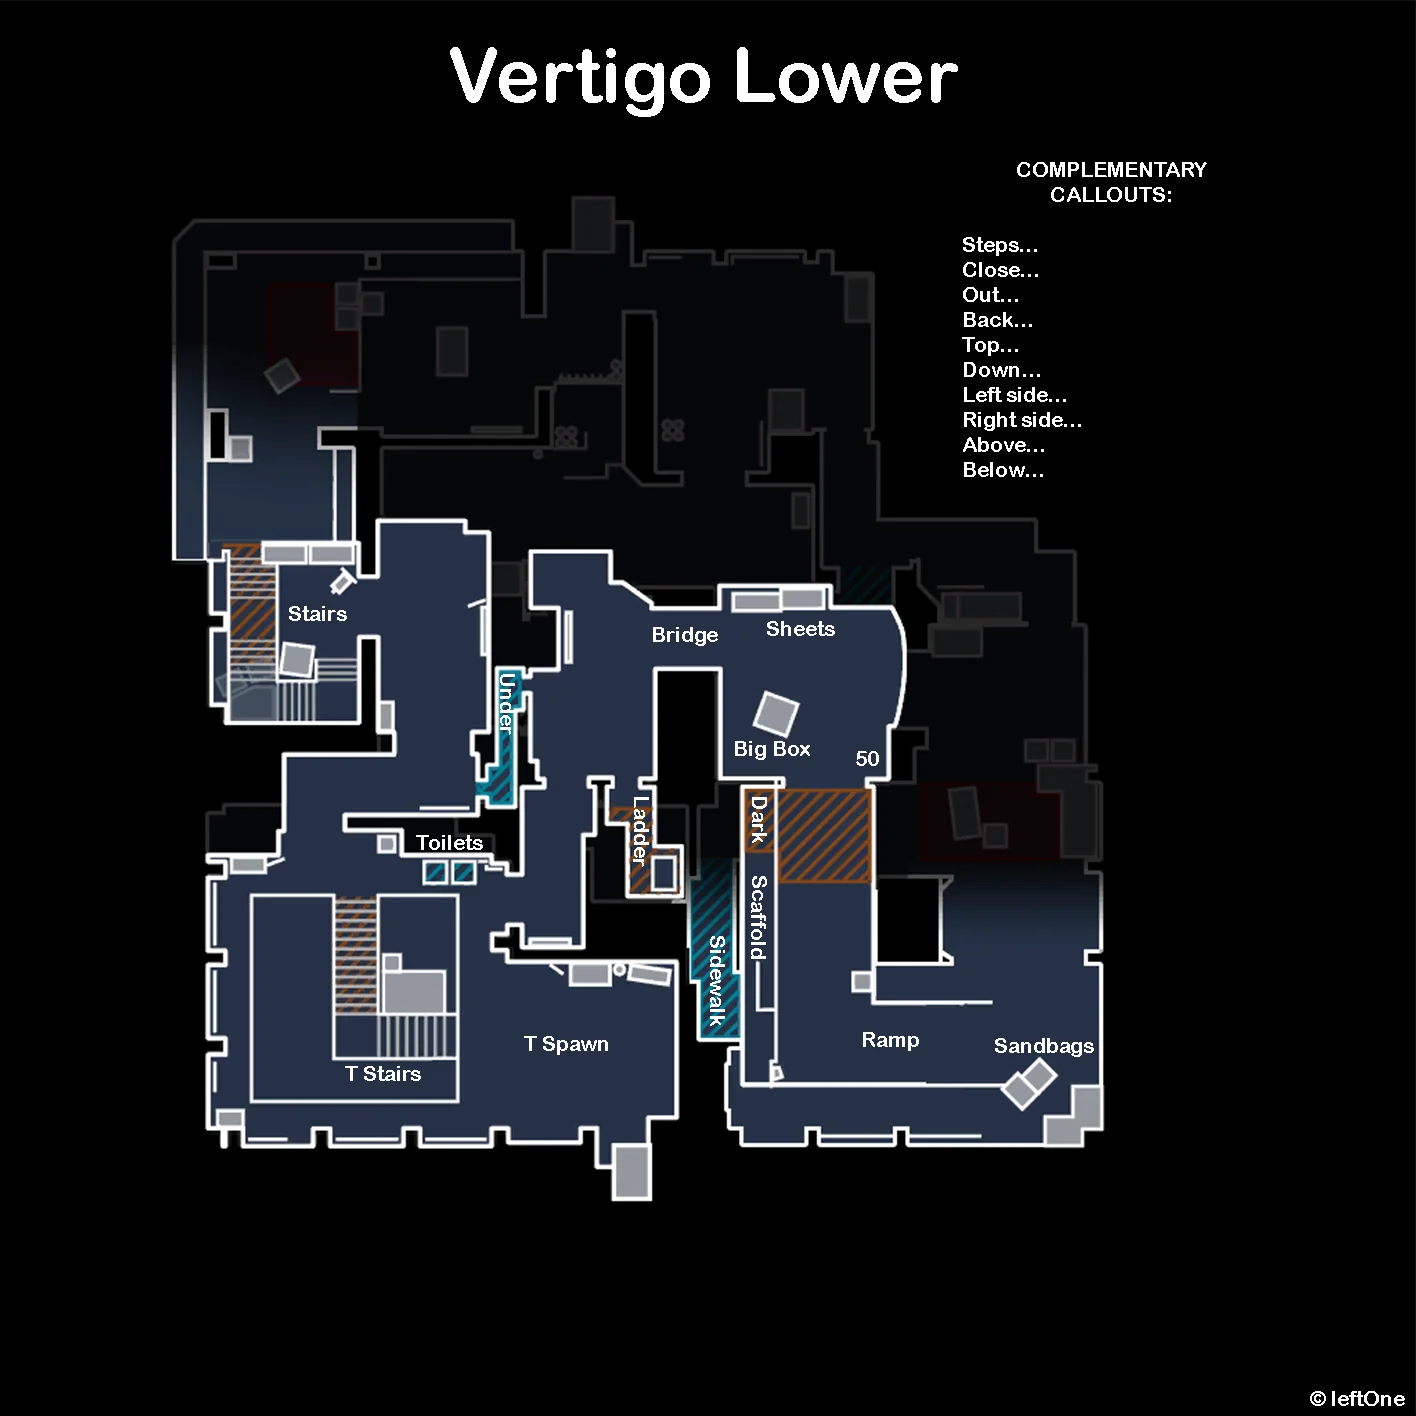 Vertigo Lower
COMPLEMENTARY
CALLOUTS:
Steps...
Close...
Out...
Back...
Top...
Down...
Left side...
Right side...
Above...
Below...
Stairs
Bridge
Sheets
Under
Big Box
50
Ladder
Dark
Toilets
Scaffold
Sidewalk
T Spawn
Ramp
Sandbags
T Stairs
© leftOne